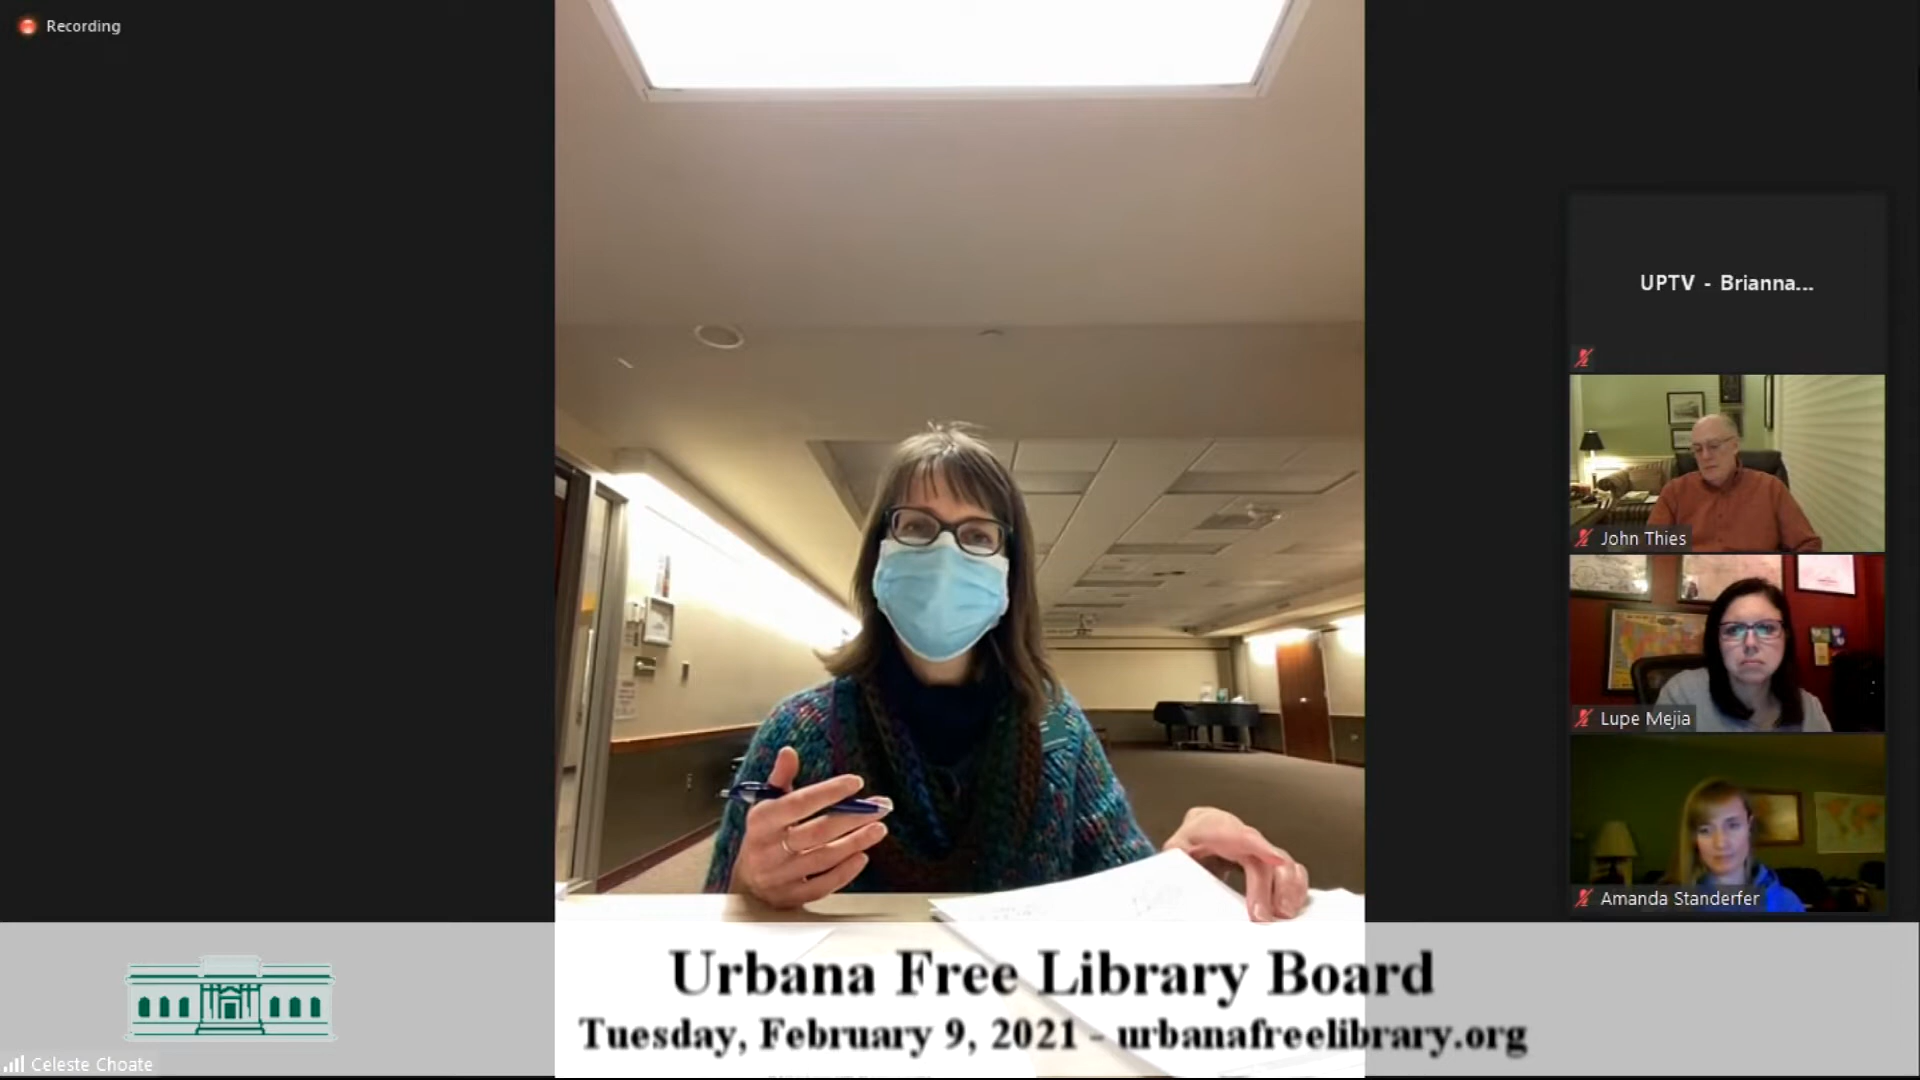 Recording
UPTV - Brianna...
John Thies
Lupe Mejia
Amanda Standerfer
Urbana Free Library Board
Tuesday, February 9, 2021 - urbanafreelibrary.org
Celeste Choate